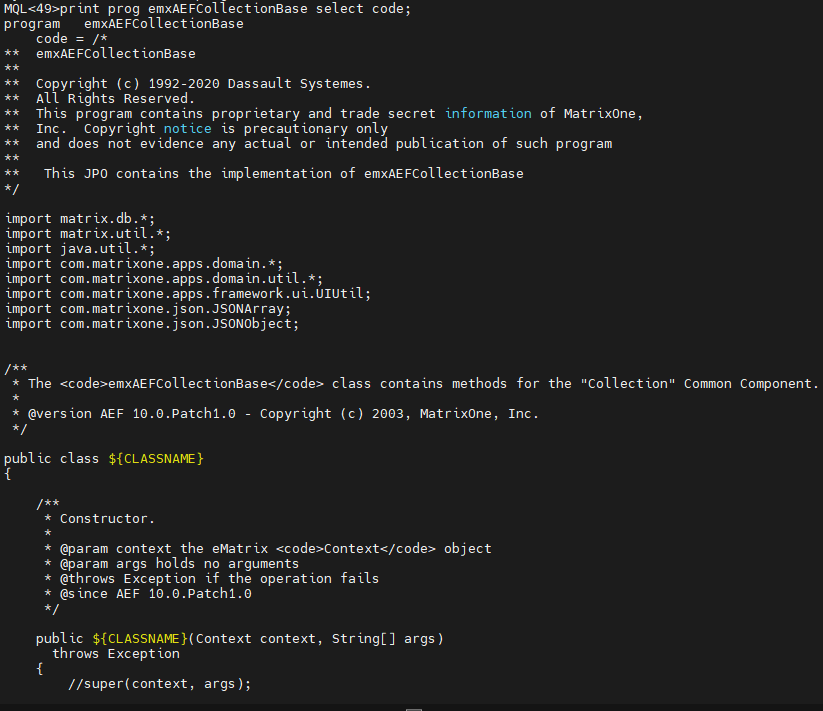 MQL<49>print prog emxAEFCollectionBase select code;
program   emxAEFCollectionBase
    code = /*
**  emxAEFCollectionBase
**
**  Copyright (c) 1992-2020 Dassault Systemes.
**  All Rights Reserved.
**  This program contains proprietary and trade secret information of MatrixOne,
**  Inc.  Copyright notice is precautionary only
**  and does not evidence any actual or intended publication of such program
**
**   This JPO contains the implementation of emxAEFCollectionBase
*/

import matrix.db.*;
import matrix.util.*;
import java.util.*;
import com.matrixone.apps.domain.*;
import com.matrixone.apps.domain.util.*;
import com.matrixone.apps.framework.ui.UIUtil;
import com.matrixone.json.JSONArray;
import com.matrixone.json.JSONObject;


/**
 * The <code>emxAEFCollectionBase</code> class contains methods for the "Collection" Common Component.
 *
 * @version AEF 10.0.Patch1.0 - Copyright (c) 2003, MatrixOne, Inc.
 */

public class ${CLASSNAME}
{

    /**
     * Constructor.
     *
     * @param context the eMatrix <code>Context</code> object
     * @param args holds no arguments
     * @throws Exception if the operation fails
     * @since AEF 10.0.Patch1.0
     */

    public ${CLASSNAME}(Context context, String[] args)
      throws Exception
    {
        //super(context, args);